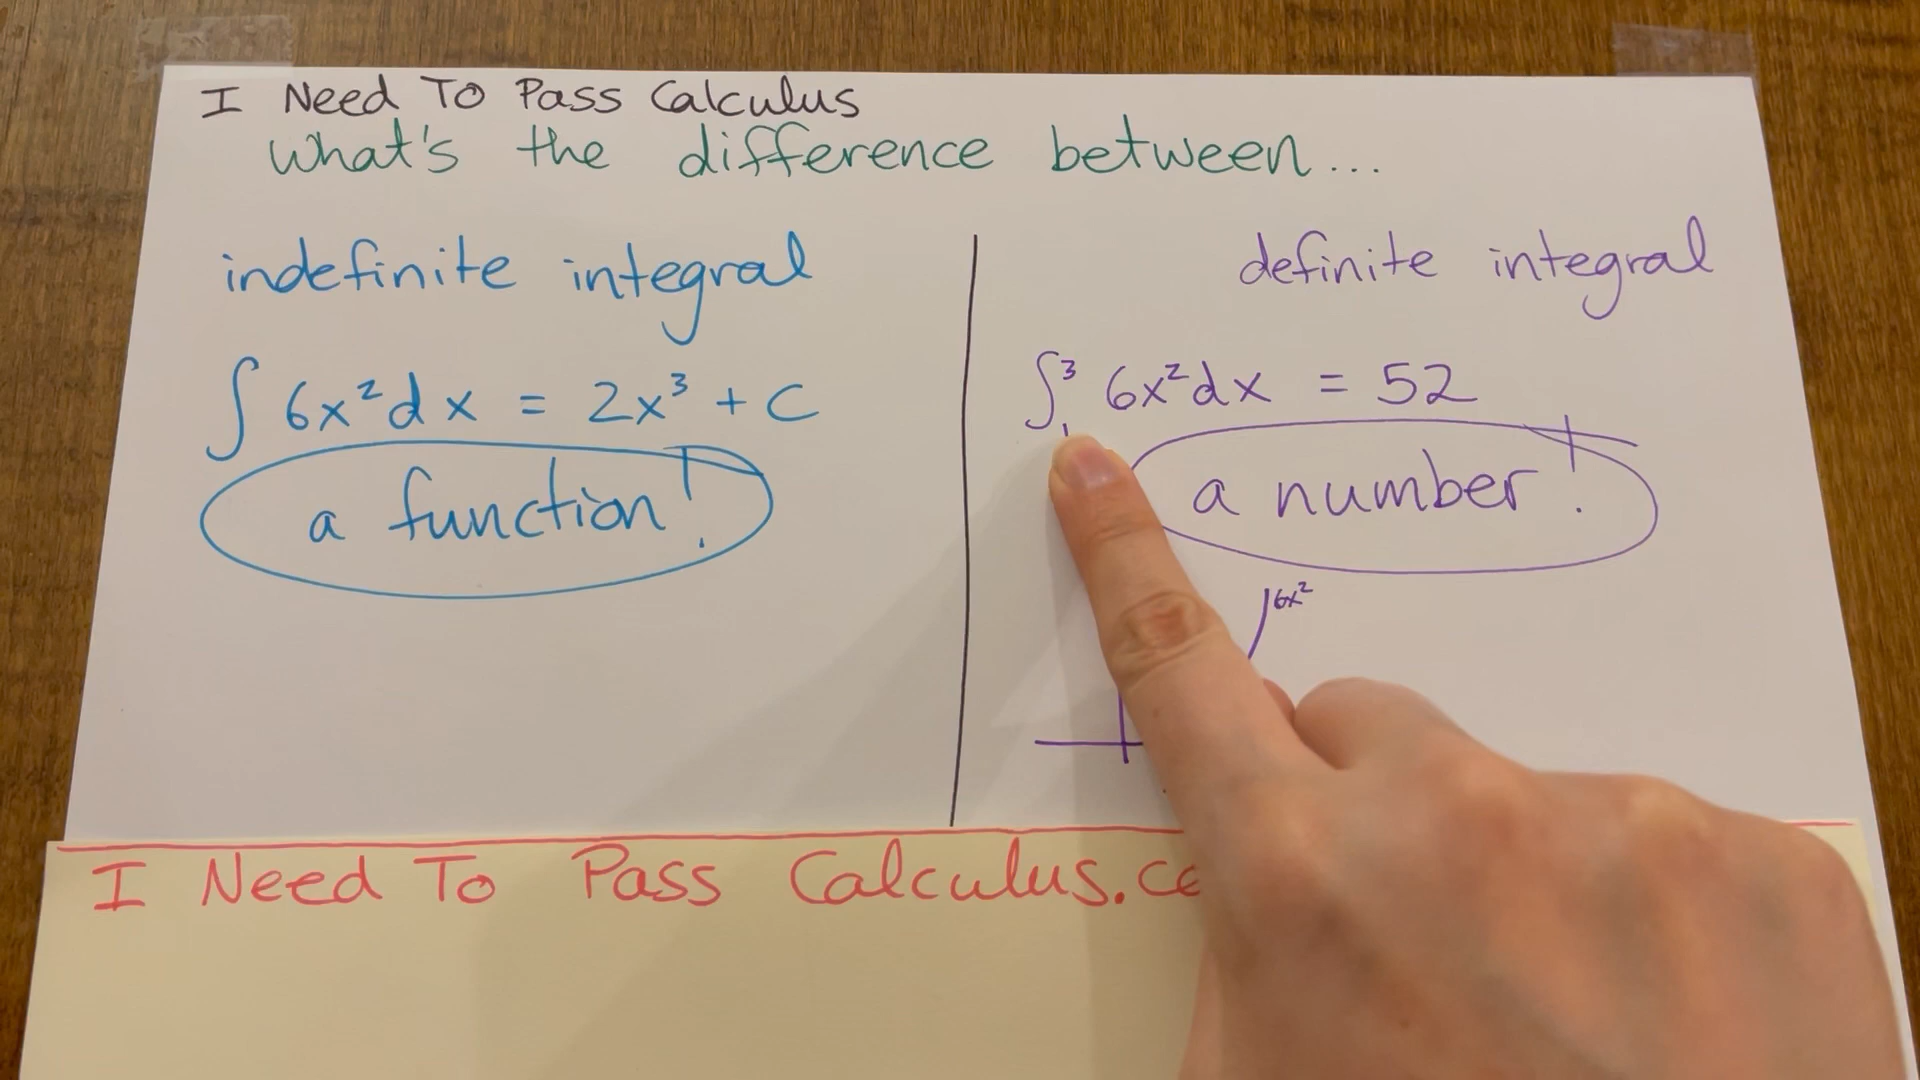 I Need To Pass Calculus
What's the difference between...
indefinite integral
∫ 6x²dx = 2x³ + C
a function!
definite integral
∫₁³ 6x²dx = 52
a number!
6x²
I Need To Pass Calculus.co